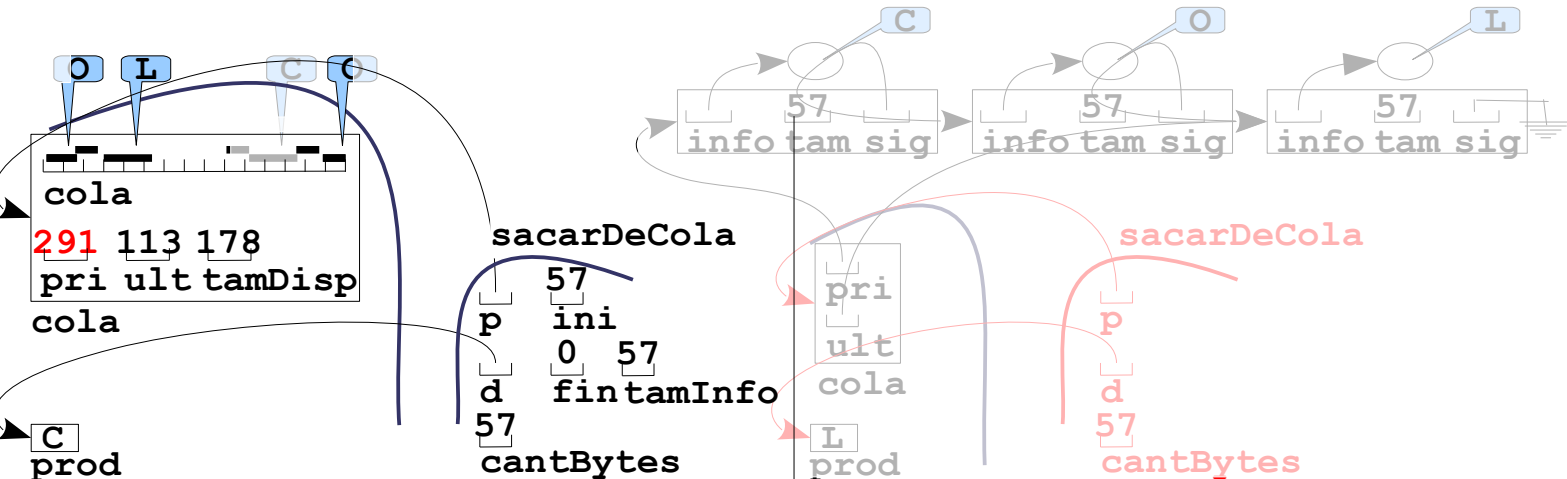 C O L
O L C O
57 57 57
info tam sig info tam sig info tam sig
cola
291 113 178 sacarDeCola sacarDeCola
pri ult tamDisp 57 pri
cola p ini p
0 57 ult
d fin tamInfo cola d
57 57
C cantBytes L cantBytes
prod prod